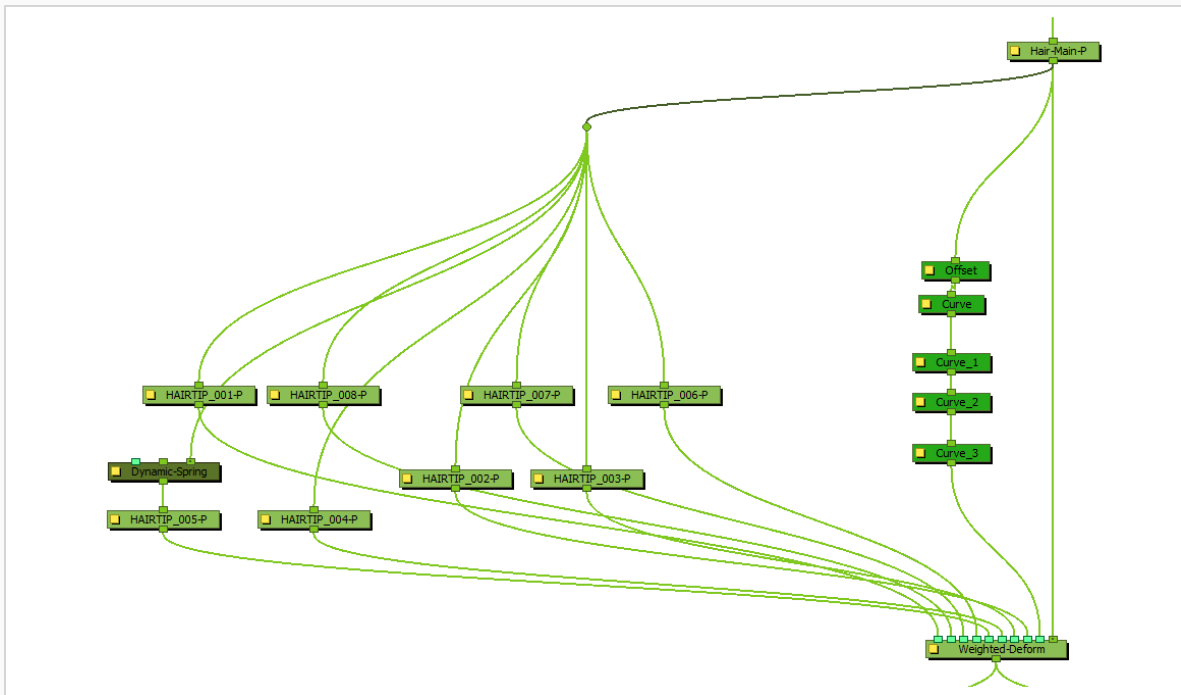 Hair-Main-P
Offset
Curve
Curve_1
HAIRTIP_001-P
HAIRTIP_008-P
HAIRTIP_007-P
HAIRTIP_006-P
Curve_2
Curve_3
Dynamic-Spring
HAIRTIP_002-P
HAIRTIP_003-P
HAIRTIP_005-P
HAIRTIP_004-P
Weighted-Deform